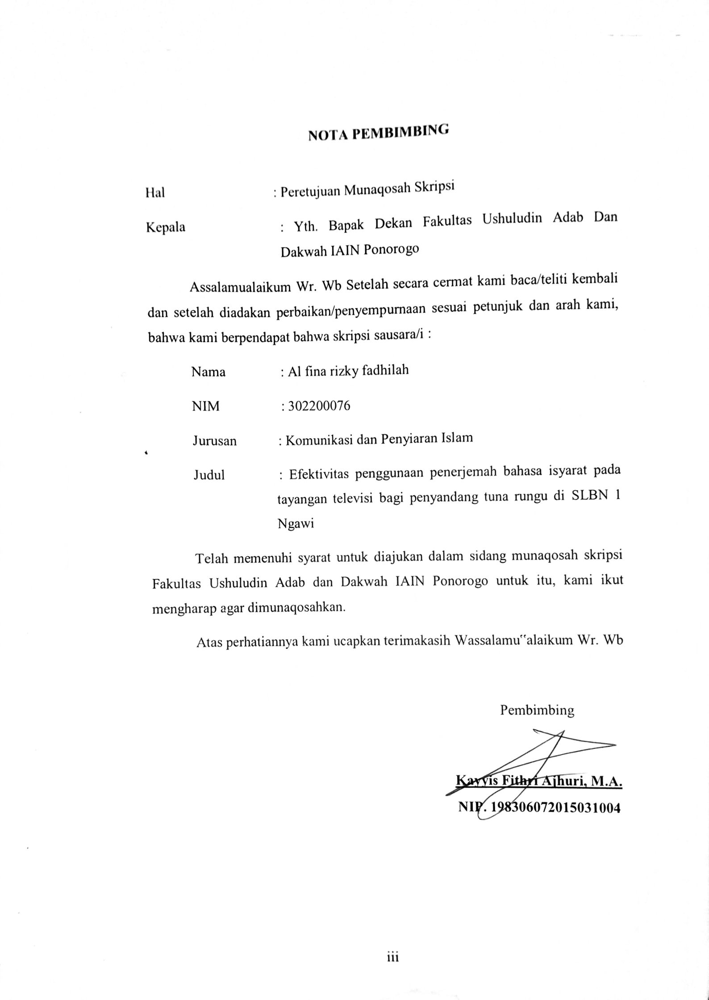 NOTA PEMBIMBING
Hal : Peretujuan Munaqosah Skripsi
Kepala : Yth. Bapak Dekan Fakultas Ushuludin Adab Dan
Dakwah IAIN Ponorogo
Assalamualaikum Wr. Wb Setelah secara cermat kami baca/teliti kembali
dan setelah diadakan perbaikan/penyempurnaan sesuai petunjuk dan arah kami,
bahwa kami berpendapat bahwa skripsi sausara/i :
Nama : Al fina rizky fadhilah
NIM : 302200076
Jurusan : Komunikasi dan Penyiaran Islam
Judul : Efektivitas penggunaan penerjemah bahasa isyarat pada
tayangan televisi bagi penyandang tuna rungu di SLBN 1
Ngawi
Telah memenuhi syarat untuk diajukan dalam sidang munaqosah skripsi
Fakultas Ushuludin Adab dan Dakwah IAIN Ponorogo untuk itu, kami ikut
mengharap agar dimunaqosahkan.
Atas perhatiannya kami ucapkan terimakasih Wassalamu‟‟alaikum Wr. Wb
Pembimbing
Kayyis Fithri Ajhuri, M.A.
NIP. 198306072015031004
iii